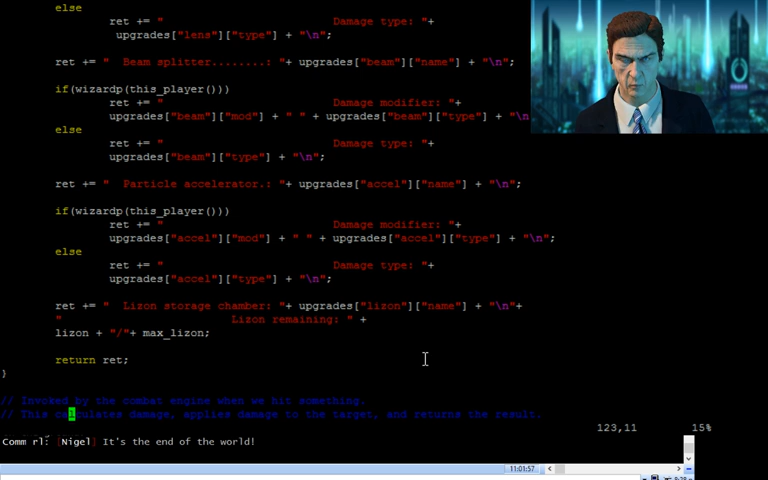 else
ret += "                    Damage type: "+
upgrades["lens"]["type"] + "\n";
ret += "  Beam splitter........: "+ upgrades["beam"]["name"] + "\n";
if(wizardp(this_player()))
ret += "                    Damage modifier: "+
upgrades["beam"]["mod"] + " " + upgrades["beam"]["type"] + "\n
else
ret += "                    Damage type: "+
upgrades["beam"]["type"] + "\n";
ret += "  Particle accelerator.: "+ upgrades["accel"]["name"] + "\n";
if(wizardp(this_player()))
ret += "                    Damage modifier: "+
upgrades["accel"]["mod"] + " " + upgrades["accel"]["type"] + "\n";
else
ret += "                    Damage type: "+
upgrades["accel"]["type"] + "\n";
ret += "  Lizon storage chamber: "+ upgrades["lizon"]["name"] + "\n"+
"                    Lizon remaining: " +
lizon + "/"+ max_lizon;
return ret;
}
// Invoked by the combat engine when we hit something.
// This calculates damage, applies damage to the target, and returns the result.
123,11 15%
[Nigel] It's the end of the world!
11:01:57